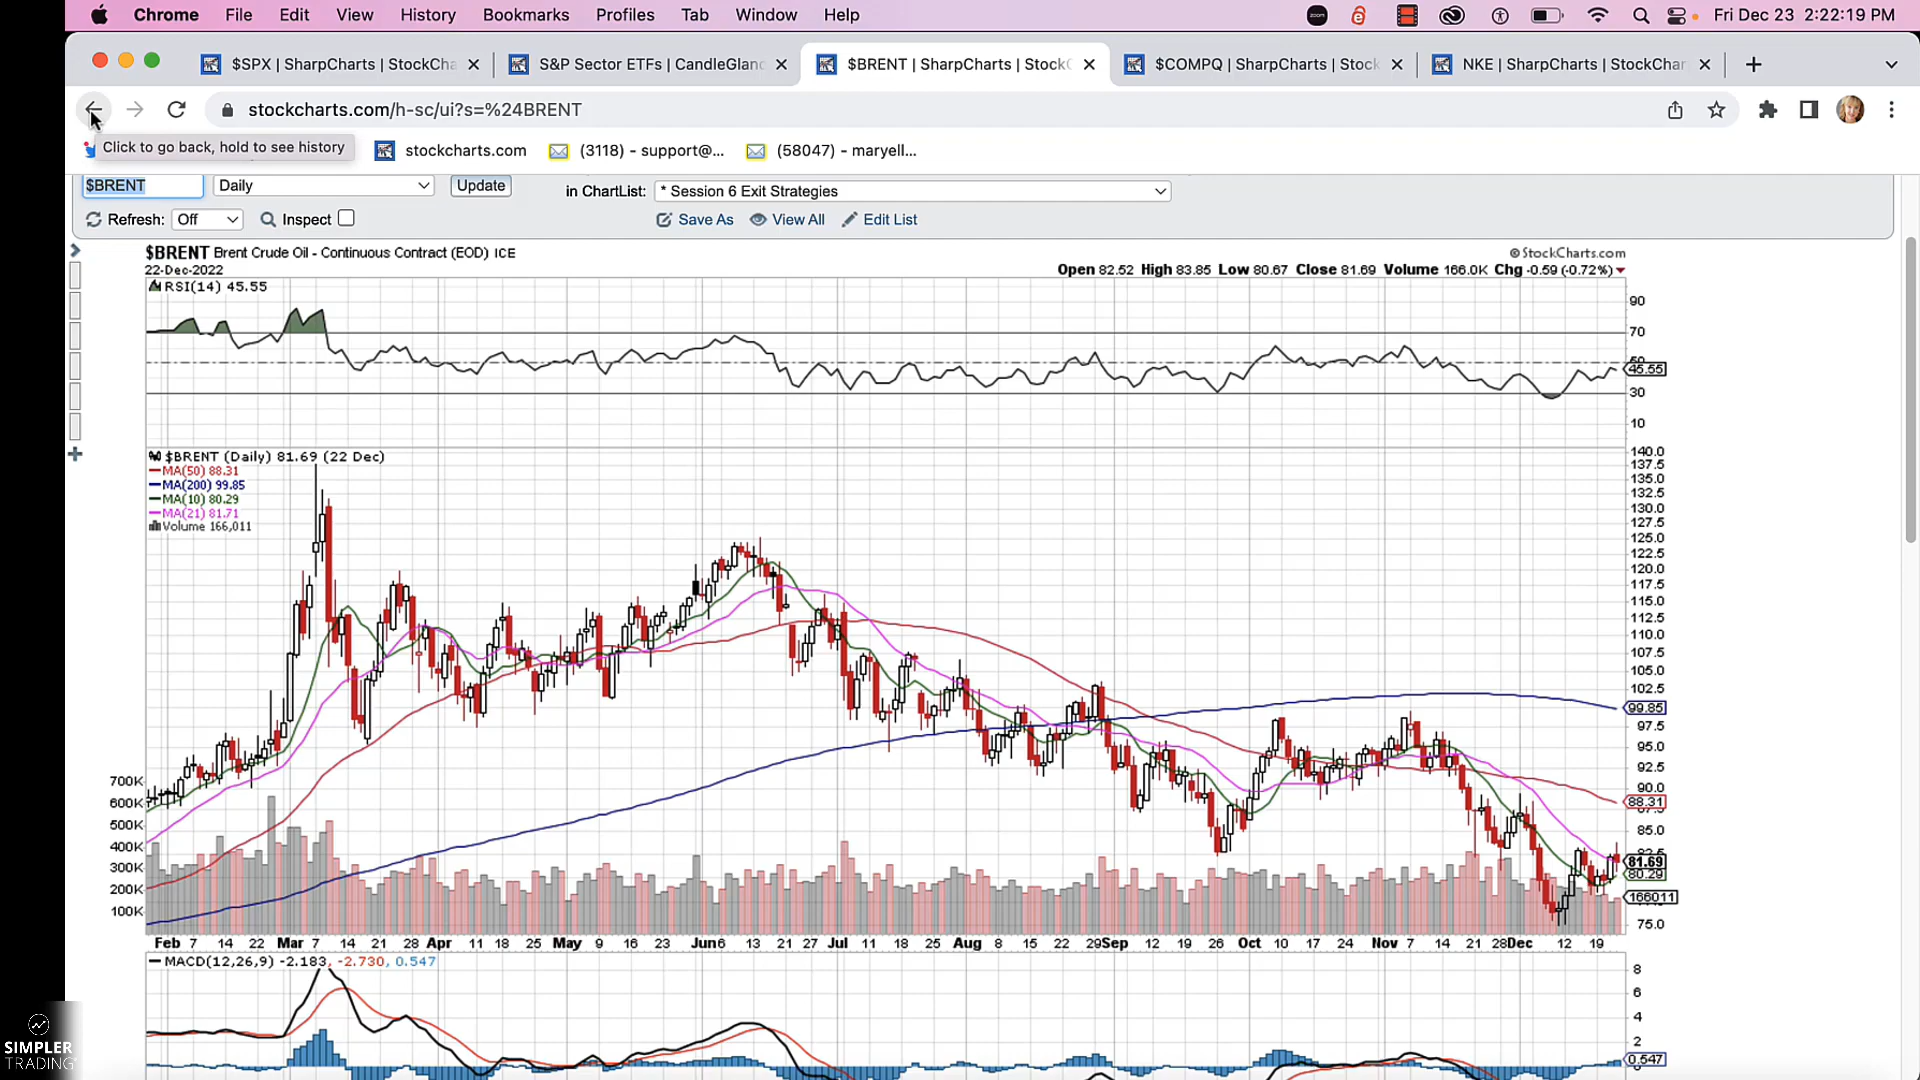 Chrome File Edit View History Bookmarks Profiles Tab Window Help zoom Fri Dec 23 2:22:19 PM
$SPX | SharpCharts | StockCha S&P Sector ETFs | CandleGlanc $BRENT | SharpCharts | StockC $COMPQ | SharpCharts | Stock NKE | SharpCharts | StockChar
stockcharts.com/h-sc/ui?s=%24BRENT
Click to go back, hold to see history stockcharts.com (3118) - support@... (58047) - maryell...
$BRENT Daily Update in ChartList: * Session 6 Exit Strategies
Refresh: Off Inspect Save As View All Edit List
$BRENT Brent Crude Oil - Continuous Contract (EOD) ICE ©StockCharts.com
22-Dec-2022 Open 82.52 High 83.85 Low 80.67 Close 81.69 Volume 166.0K Chg -0.59 (-0.72%)
RSI(14) 45.55
90
70
50
45.55
30
10
$BRENT (Daily) 81.69 (22 Dec)
MA(50) 88.31
MA(200) 99.85
MA(10) 80.29
MA(21) 81.71
Volume 166,011
140.0
137.5
135.0
132.5
130.0
127.5
125.0
122.5
120.0
117.5
115.0
112.5
110.0
107.5
105.0
102.5
99.85
97.5
95.0
92.5
90.0
88.31
85.0
81.69
80.29
166011
75.0
700K
600K
500K
400K
300K
200K
100K
Feb 7 14 22 Mar 7 14 21 28 Apr 11 18 25 May 9 16 23 Jun 6 13 21 27 Jul 11 18 25 Aug 8 15 22 29 Sep 12 19 26 Oct 10 17 24 Nov 7 14 21 28 Dec 12 19
MACD(12,26,9) -2.183, -2.730, 0.547
8
6
4
2
0.547
SIMPLER
TRADING